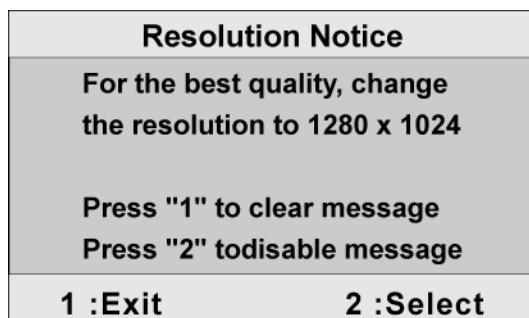 Resolution Notice
For the best quality, change
the resolution to 1280 x 1024
Press "1" to clear message
Press "2" todisable message
1 :Exit 2 :Select